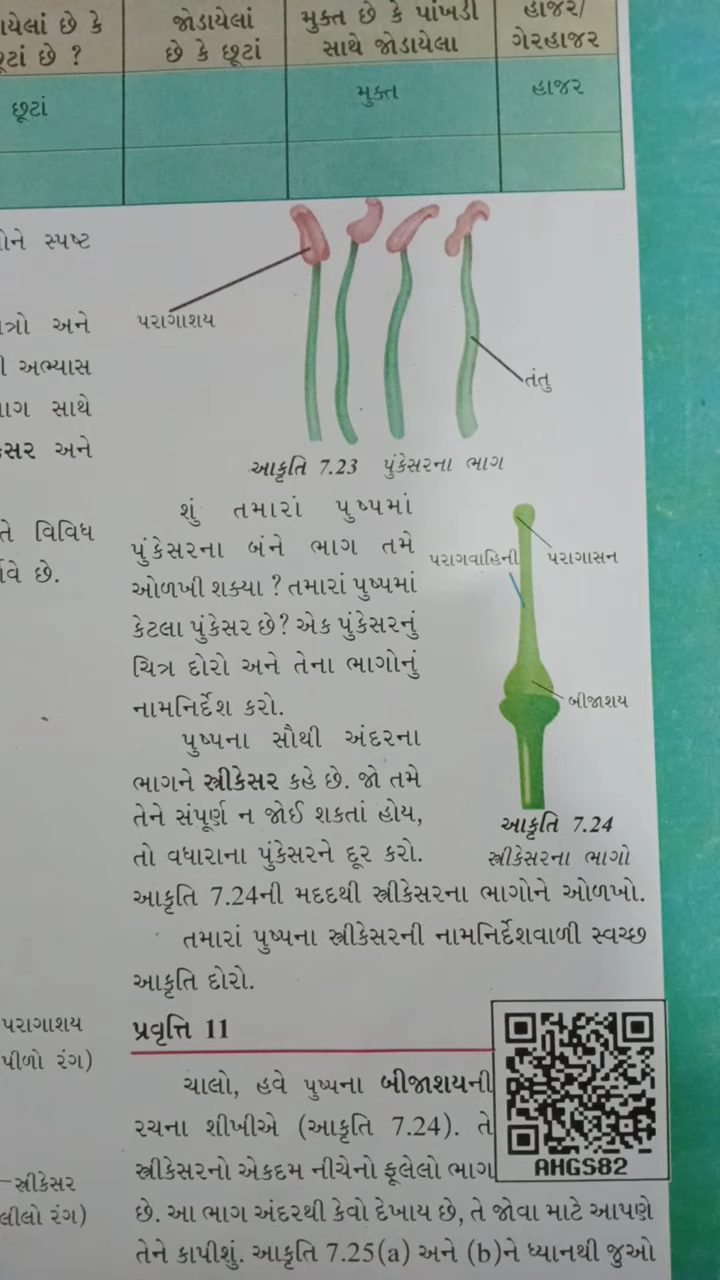 યેલાં છે કે
છૂટાં છે ?
જોડાયેલાં
છે કે છૂટાં
મુક્ત છે કે પાંખડી
સાથે જોડાયેલા
હાજર/
ગેરહાજર
છૂટાં
મુક્ત
હાજર
સ્પષ્ટ
અને
અભ્યાસ
સાથે
અને
તે વિવિધ
છે.
પરાગાશય
તંતુ
આકૃતિ 7.23 પુંકેસરના ભાગ
શું તમારાં પુષ્પમાં
પુંકેસરના બંને ભાગ તમે
ઓળખી શક્યા ? તમારાં પુષ્પમાં
કેટલા પુંકેસર છે? એક પુંકેસરનું
ચિત્ર દોરો અને તેના ભાગોનું
નામનિર્દેશ કરો.
પરાગવાહિની
પરાગાસન
બીજાશય
આકૃતિ 7.24
સ્ત્રીકેસરના ભાગો
પુષ્પના સૌથી અંદરના
ભાગને સ્ત્રીકેસર કહે છે. જો તમે
તેને સંપૂર્ણ ન જોઈ શકતાં હોય,
તો વધારાના પુંકેસરને દૂર કરો.
આકૃતિ 7.24ની મદદથી સ્ત્રીકેસરના ભાગોને ઓળખો.
તમારાં પુષ્પના સ્ત્રીકેસરની નામનિર્દેશવાળી સ્વચ્છ
આકૃતિ દોરો.
પરાગાશય
પીળો રંગ)
સ્ત્રીકેસર
લીલો રંગ)
પ્રવૃત્તિ 11
ચાલો, હવે પુષ્પના બીજાશયની
રચના શીખીએ (આકૃતિ 7.24). તે
સ્ત્રીકેસરનો એકદમ નીચેનો ફૂલેલો ભાગ
છે. આ ભાગ અંદરથી કેવો દેખાય છે, તે જોવા માટે આપણે
તેને કાપીશું. આકૃતિ 7.25(a) અને (b)ને ધ્યાનથી જુઓ
AHGS82